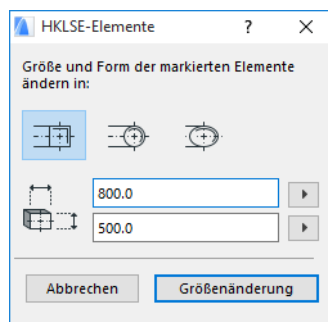 HKLSE-Elemente ?
Größe und Form der markierten Elemente
ändern in:
800.0
500.0
Abbrechen Größenänderung